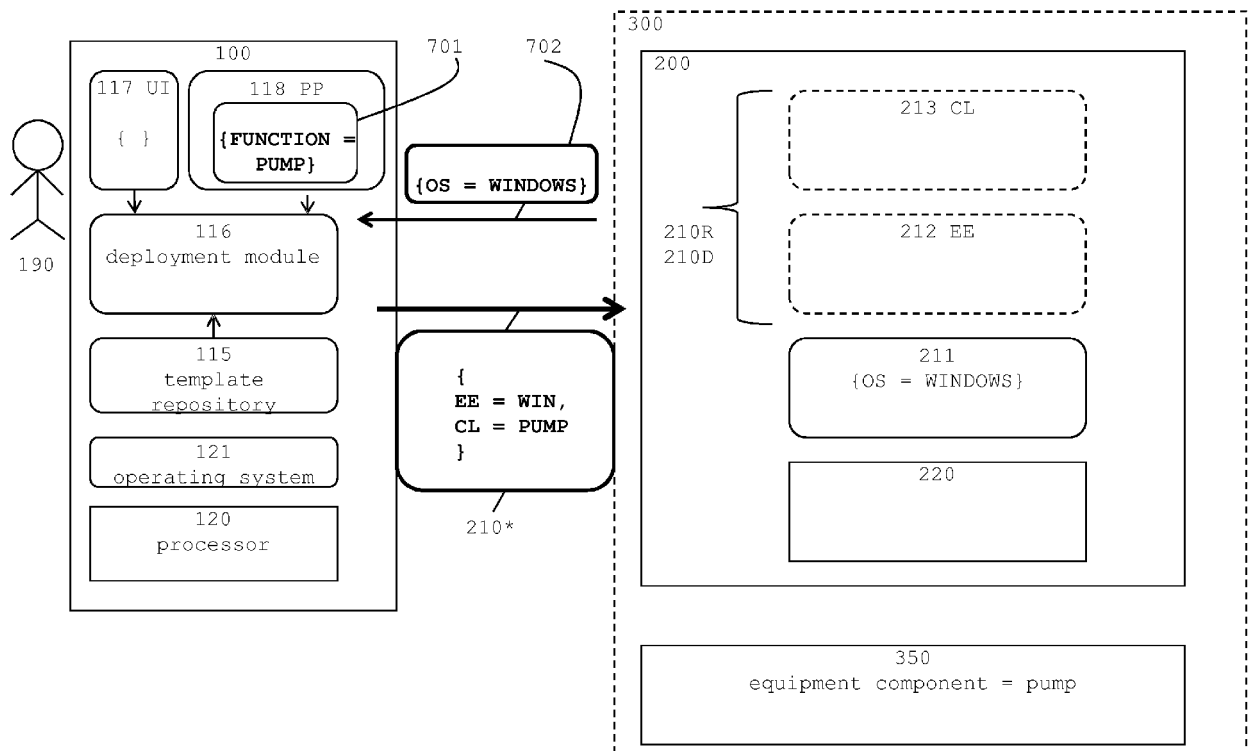 100
117 UI
{ }
118 PP
{FUNCTION =
PUMP}
701
702
{OS = WINDOWS}
190
116
deployment module
115
template
repository
121
operating system
120
processor
{
EE = WIN,
CL = PUMP
}
210*
300
200
213 CL
212 EE
210R
210D
211
{OS = WINDOWS}
220
350
equipment component = pump